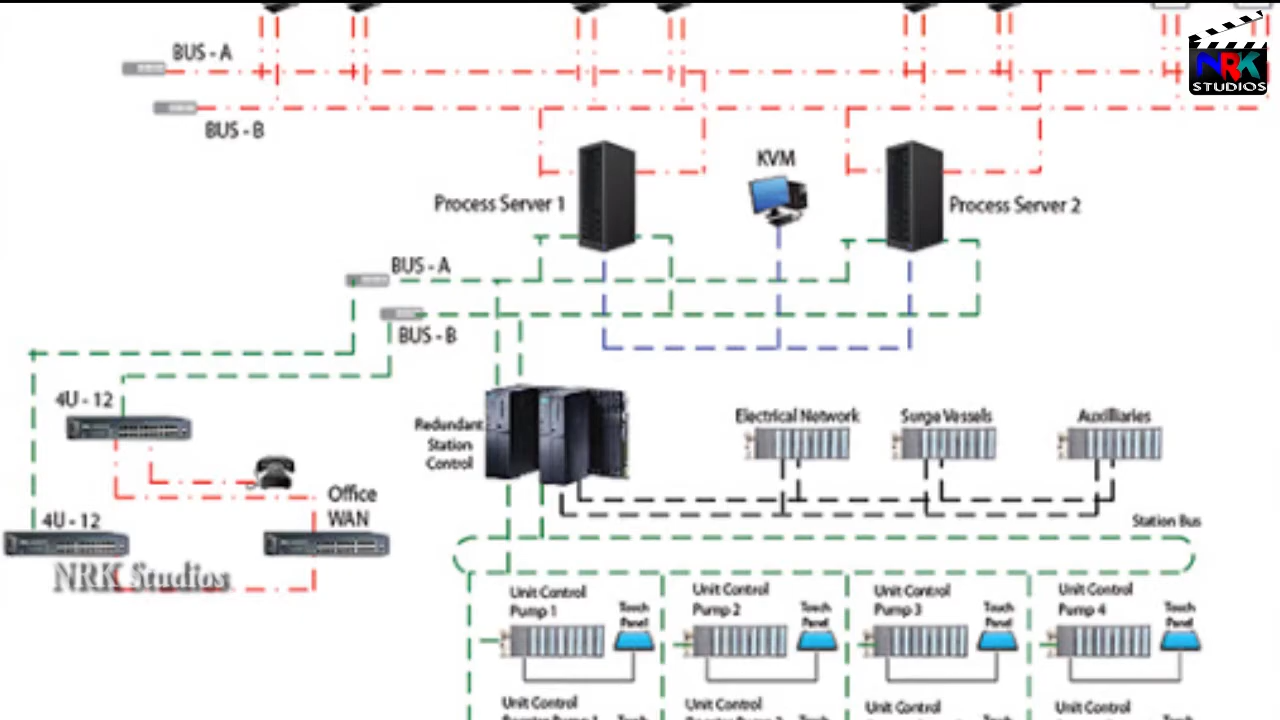 BUS - A
NRK
STUDIOS
BUS - B
KVM
Process Server 1
Process Server 2
BUS - A
BUS - B
4U - 12
Redundant
Station
Control
Electrical Network
Surge Vessels
Auxilliaries
Office
WAN
4U - 12
Station Bus
NRK Studios
Unit Control
Pump 1
Touch
Panel
Unit Control
Pump 2
Touch
Panel
Unit Control
Pump 3
Touch
Panel
Unit Control
Pump 4
Touch
Panel
Unit Control
Unit Control
Unit Control
Unit Control